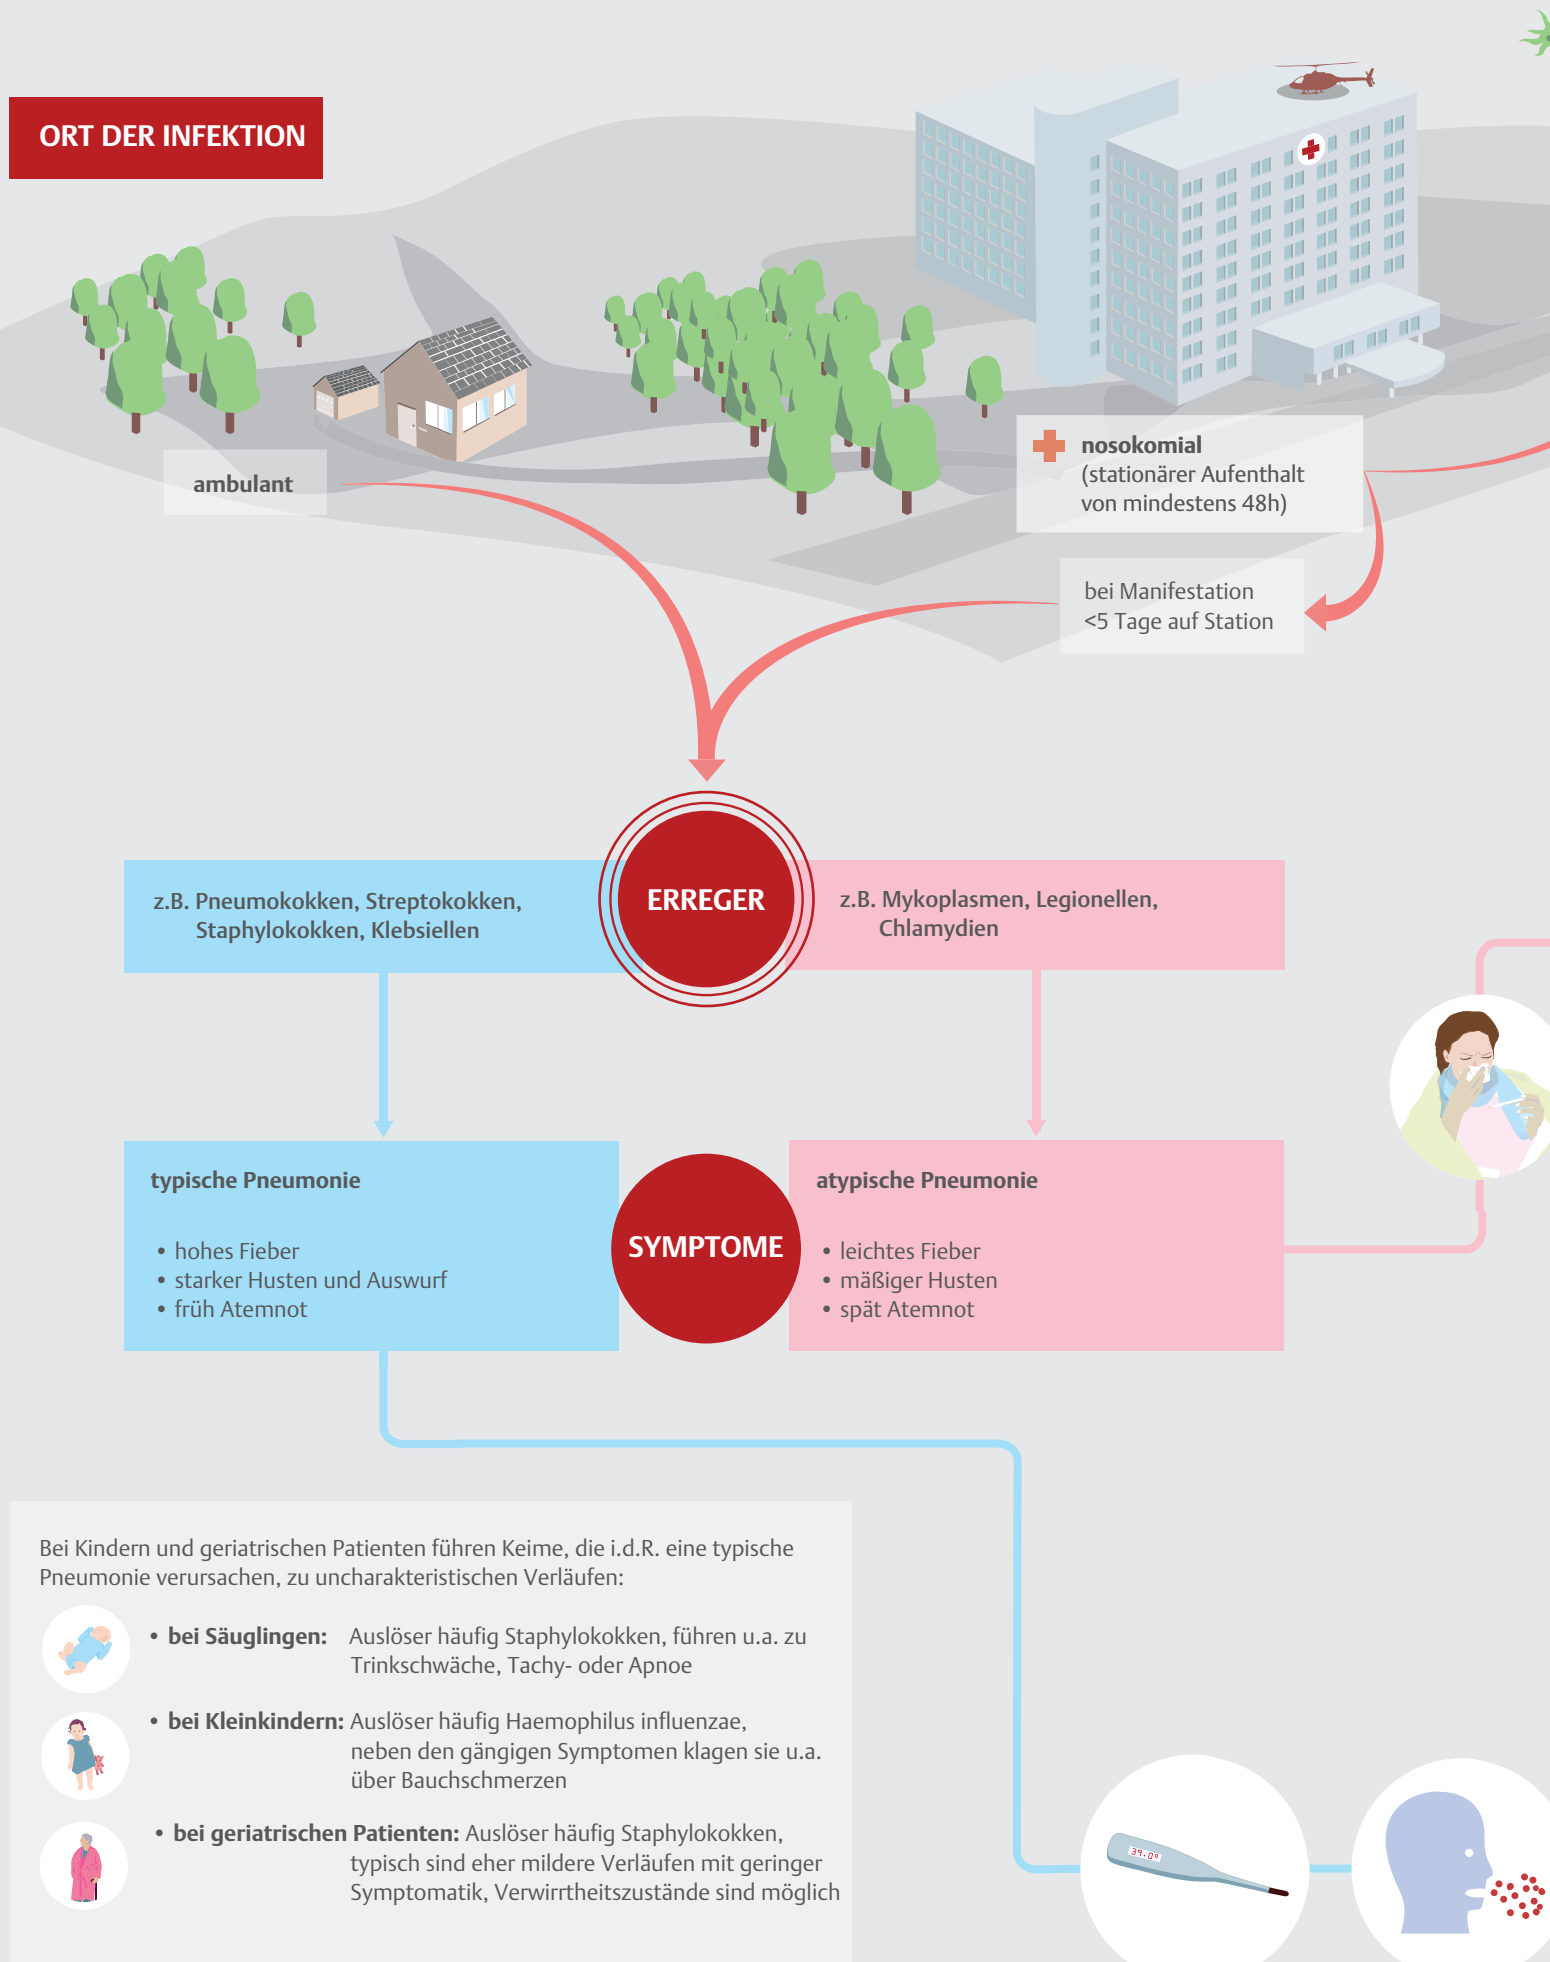 ORT DER INFEKTION
ambulant
nosokomial
(stationärer Aufenthalt
von mindestens 48h)
bei Manifestation
<5 Tage auf Station
ERREGER
z.B. Pneumokokken, Streptokokken,
Staphylokokken, Klebsiellen
z.B. Mykoplasmen, Legionellen,
Chlamydien
SYMPTOME
typische Pneumonie
• hohes Fieber
• starker Husten und Auswurf
• früh Atemnot
atypische Pneumonie
• leichtes Fieber
• mäßiger Husten
• spät Atemnot
Bei Kindern und geriatrischen Patienten führen Keime, die i.d.R. eine typische
Pneumonie verursachen, zu uncharakteristischen Verläufen:
• bei Säuglingen: Auslöser häufig Staphylokokken, führen u.a. zu
Trinkschwäche, Tachy- oder Apnoe
• bei Kleinkindern: Auslöser häufig Haemophilus influenzae,
neben den gängigen Symptomen klagen sie u.a.
über Bauchschmerzen
• bei geriatrischen Patienten: Auslöser häufig Staphylokokken,
typisch sind eher mildere Verläufen mit geringer
Symptomatik, Verwirrtheitszustände sind möglich
39.0°